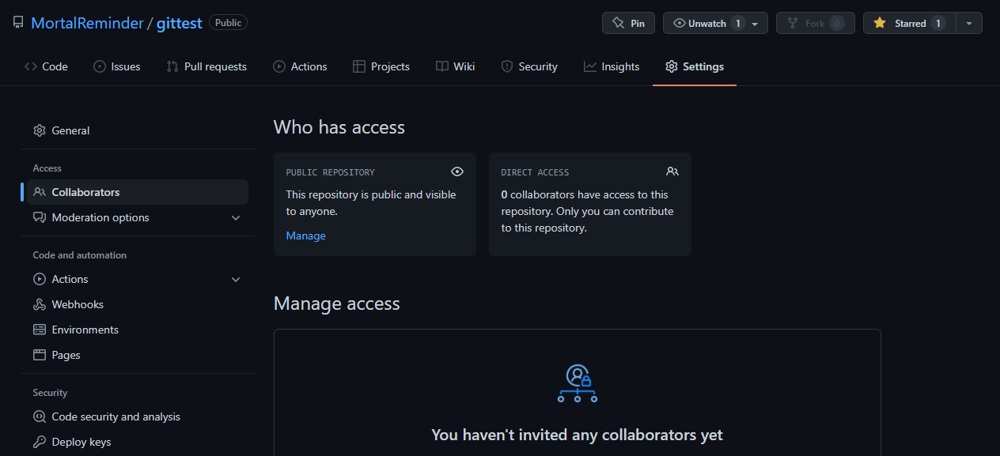 MortalReminder / gittest Public
Pin
Unwatch 1
Fork 0
Starred 1
Code
Issues
Pull requests
Actions
Projects
Wiki
Security
Insights
Settings
General
Access
Collaborators
Moderation options
Code and automation
Actions
Webhooks
Environments
Pages
Security
Code security and analysis
Deploy keys
Who has access
PUBLIC REPOSITORY
This repository is public and visible
to anyone.
Manage
DIRECT ACCESS
0 collaborators have access to this
repository. Only you can contribute
to this repository.
Manage access
You haven't invited any collaborators yet